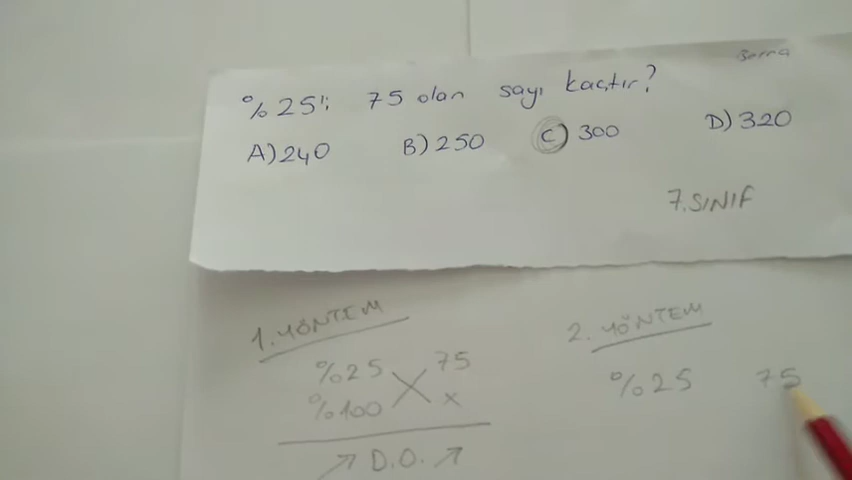 % 25'i 75 olan sayı kaçtır?
A) 240 B) 250 C) 300 D) 320
7. SINIF
1. YÖNTEM
%25 75
%100 x
D.O.
2. YÖNTEM
%25 75